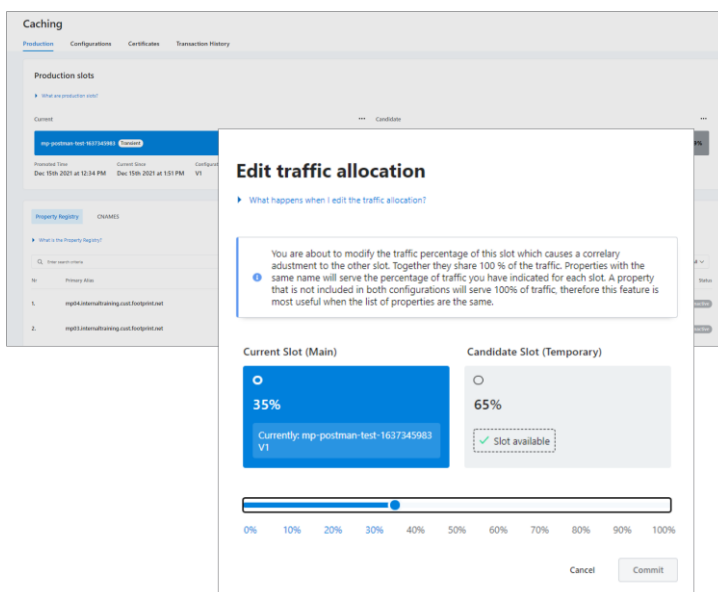 Caching
Production Configurations Certificates Transaction History
Production slots
What are production slots?
Current ••• Candidate •••
mp-postman-test-1637345983 Transient
Promoted Time Current Since
Dec 15th 2021 at 12:34 PM Dec 15th 2021 at 1:51 PM V1
Property Registry CNAMES
What is the Property Registry?
Enter search criteria
Nr Primary Alias Status
1. mp04.internaltraining.cust.footprint.net
2. mp03.internaltraining.cust.footprint.net
Edit traffic allocation
What happens when I edit the traffic allocation?
You are about to modify the traffic percentage of this slot which causes a correlary
adustment to the other slot. Together they share 100 % of the traffic. Properties with the
same name will serve the percentage of traffic you have indicated for each slot. A property
that is not included in both configurations will serve 100% of traffic, therefore this feature is
most useful when the list of properties are the same.
Current Slot (Main) Candidate Slot (Temporary)
35% 65%
Currently: mp-postman-test-1637345983
V1
Slot available
0% 10% 20% 30% 40% 50% 60% 70% 80% 90% 100%
Cancel Commit